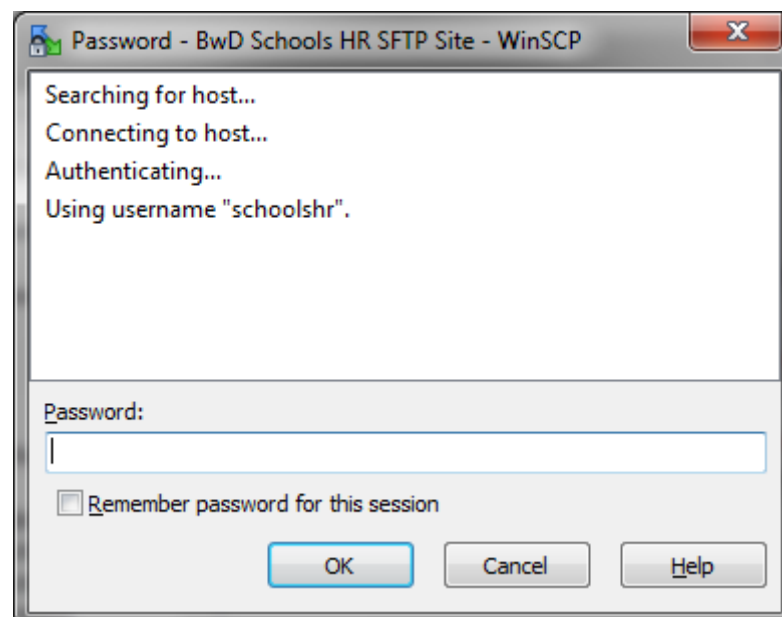 Password - BwD Schools HR SFTP Site - WinSCP
Searching for host...
Connecting to host...
Authenticating...
Using username "schoolshr".
Password:
Remember password for this session
OK Cancel Help